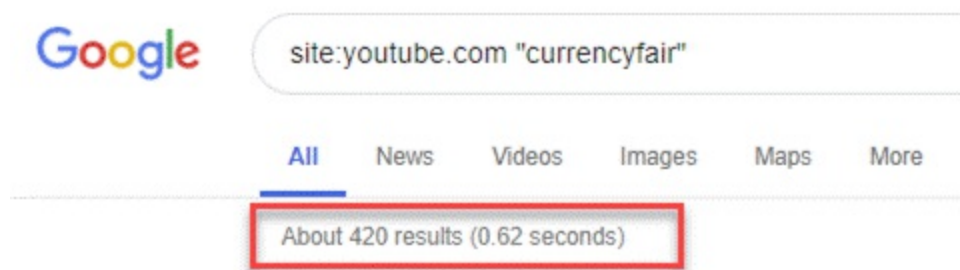 Google site:youtube.com "currencyfair"
All News Videos Images Maps More
About 420 results (0.62 seconds)